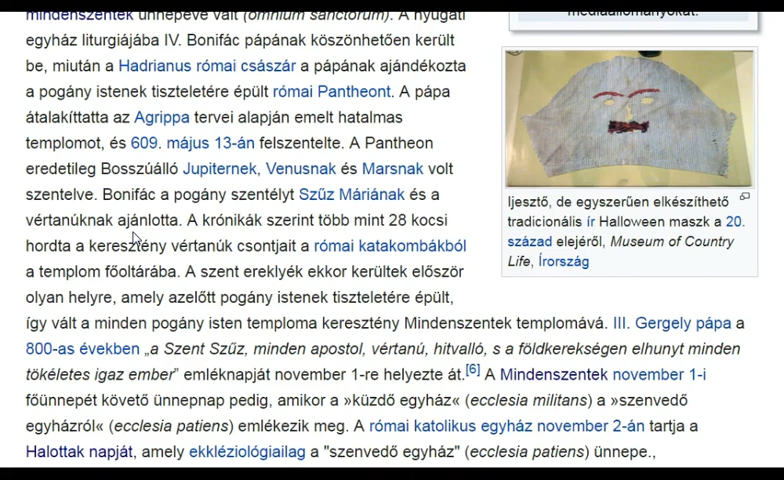 mindenszentek ünnepévé vált (omnium sanctorum). A nyugati
egyház liturgiájába IV. Bonifác pápának köszönhetően került
be, miután a Hadrianus római császár a pápának ajándékozta
a pogány istenek tiszteletére épült római Pantheont. A pápa
átalakíttatta az Agrippa tervei alapján emelt hatalmas
templomot, és 609. május 13-án felszentelte. A Pantheon
eredetileg Bosszúálló Jupiternek, Venusnak és Marsnak volt
szentelve. Bonifác a pogány szentélyt Szűz Máriának és a
vértanúknak ajánlotta. A krónikák szerint több mint 28 kocsi
hordta a keresztény vértanúk csontjait a római katakombákból
a templom főoltárába. A szent ereklyék ekkor kerültek először
olyan helyre, amely azelőtt pogány istenek tiszteletére épült,
így vált a minden pogány isten temploma keresztény Mindenszentek templomává. III. Gergely pápa a
800-as években „a Szent Szűz, minden apostol, vértanú, hitvalló, s a földkerekségen elhunyt minden
tökéletes igaz ember” emléknapját november 1-re helyezte át.[6] A Mindenszentek november 1-i
főünnepet követő ünnepnap pedig, amikor a »küzdő egyház« (ecclesia militans) a »szenvedő
egyházról« (ecclesia patiens) emlékezik meg. A római katolikus egyház november 2-án tartja a
Halottak napját, amely ekkléziológiailag a "szenvedő egyház" (ecclesia patiens) ünnepe.,
médiaállományokat.
Ijesztő, de egyszerűen elkészíthető
tradicionális ír Halloween maszk a 20.
század elejéről, Museum of Country
Life, Írország